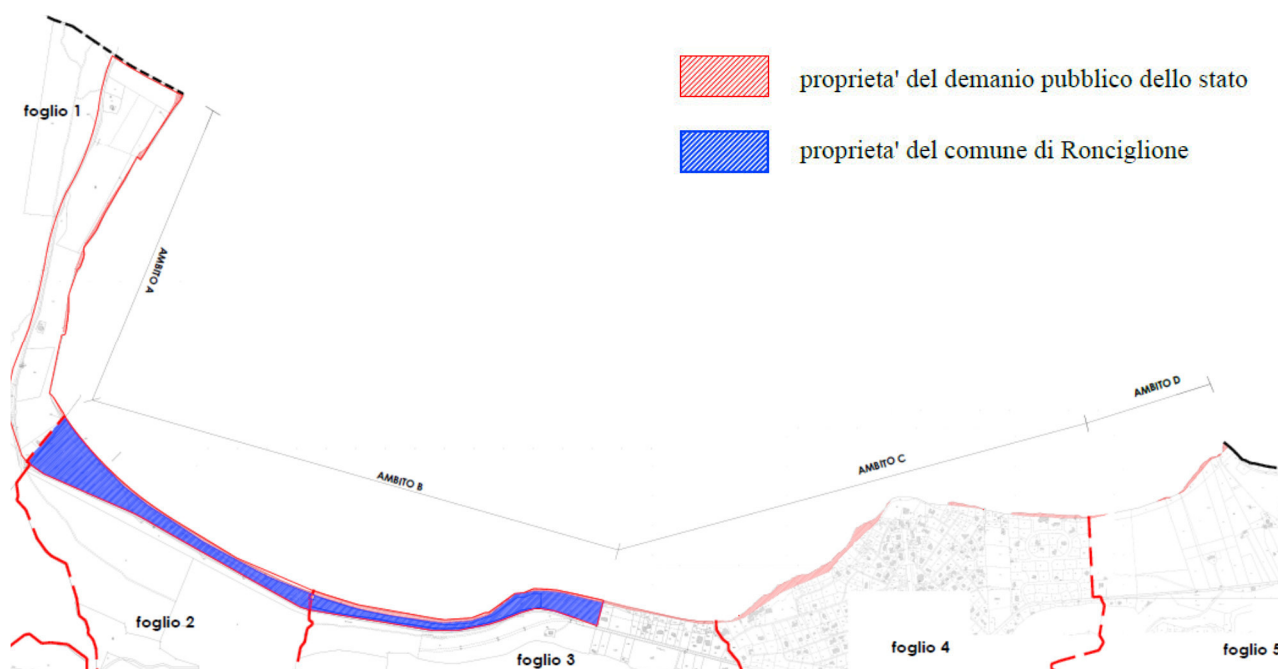 proprieta' del demanio pubblico dello stato
proprieta' del comune di Ronciglione
foglio 1
AMBITO A
AMBITO B
AMBITO C
AMBITO D
foglio 2
foglio 3
foglio 4
foglio 5